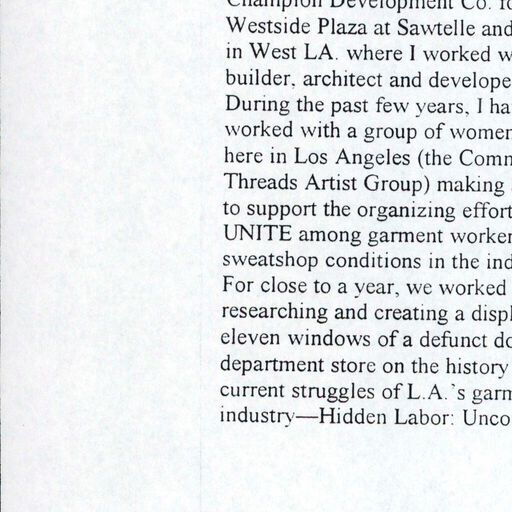 Champion Development Co. fo
Westside Plaza at Sawtelle and
in West LA. where I worked w
builder, architect and develope
During the past few years, I ha
worked with a group of women
here in Los Angeles (the Comm
Threads Artist Group) making
to support the organizing effort
UNITE among garment worker
sweatshop conditions in the ind
For close to a year, we worked
researching and creating a displ
eleven windows of a defunct do
department store on the history
current struggles of L.A.'s garm
industry—Hidden Labor: Unco